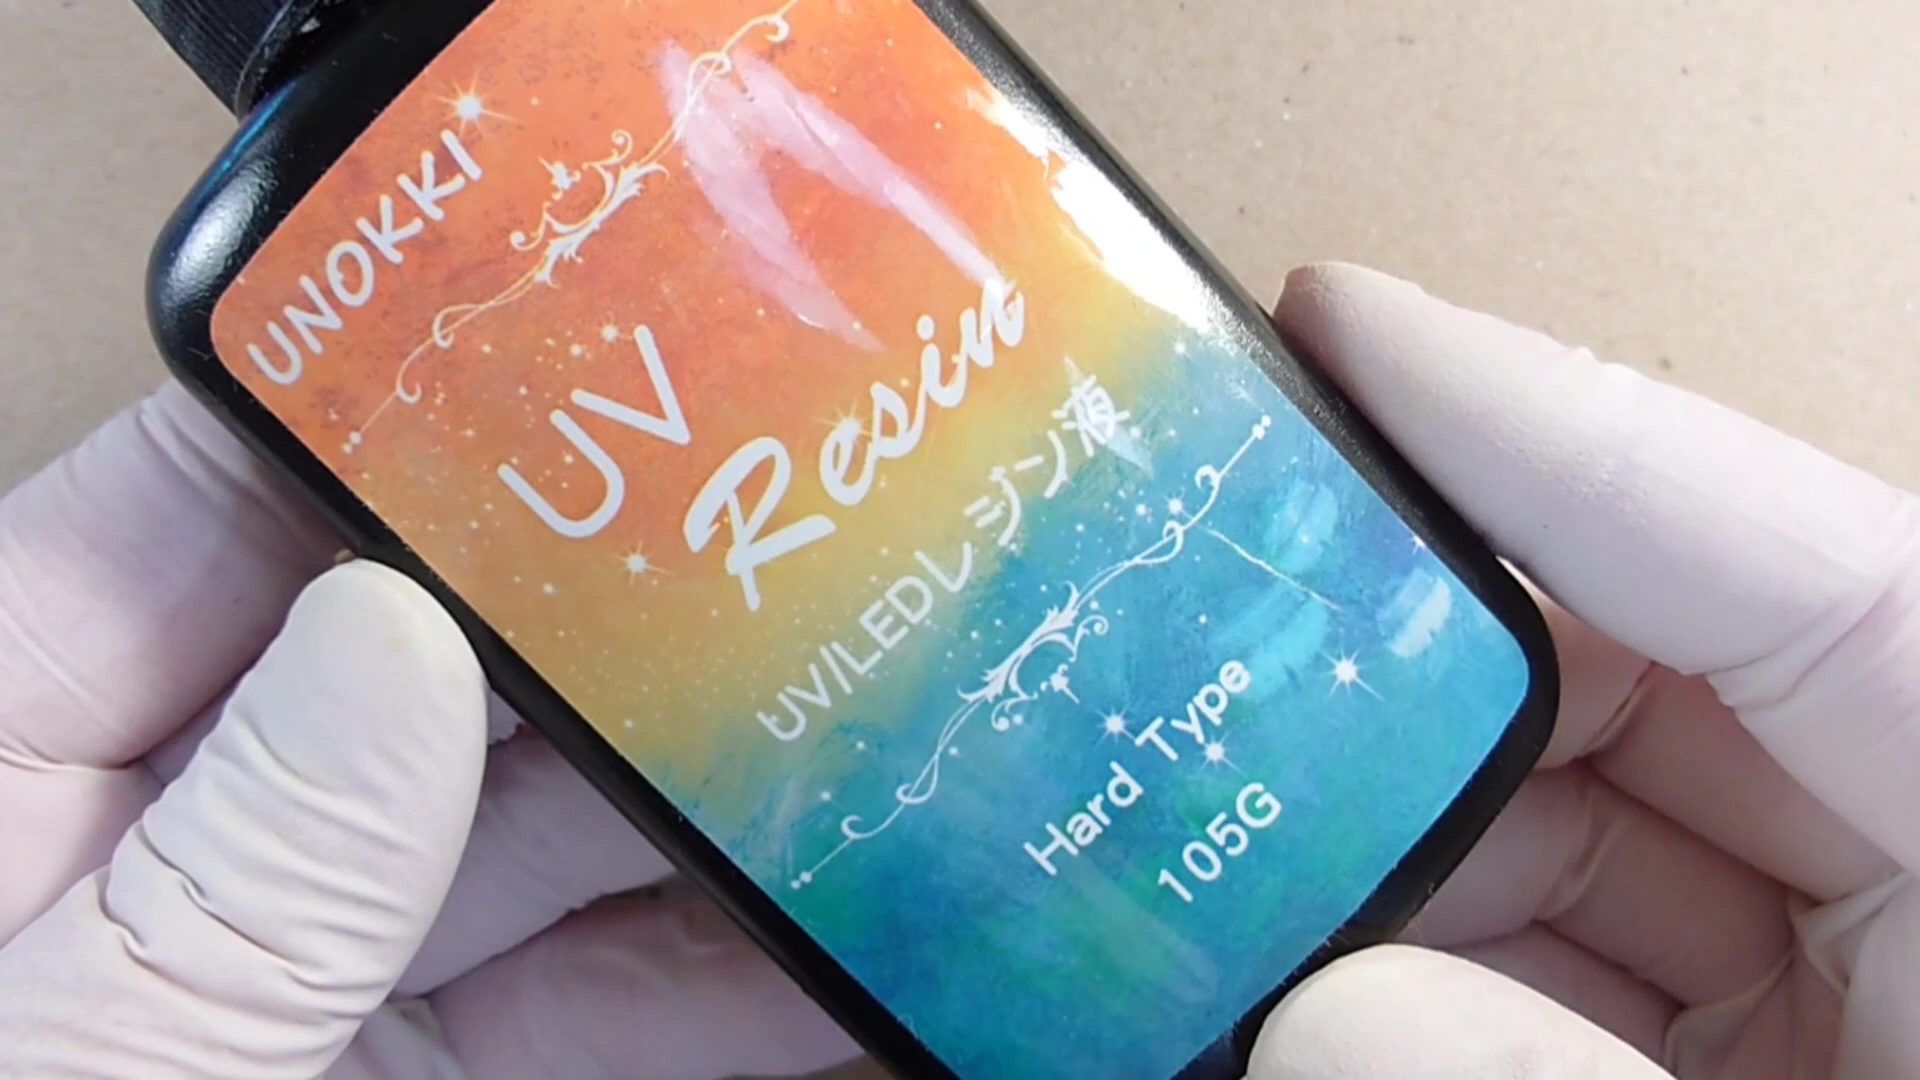 UNOKKI
UV
Resin
UV/LEDレジン液
Hard Type
105G